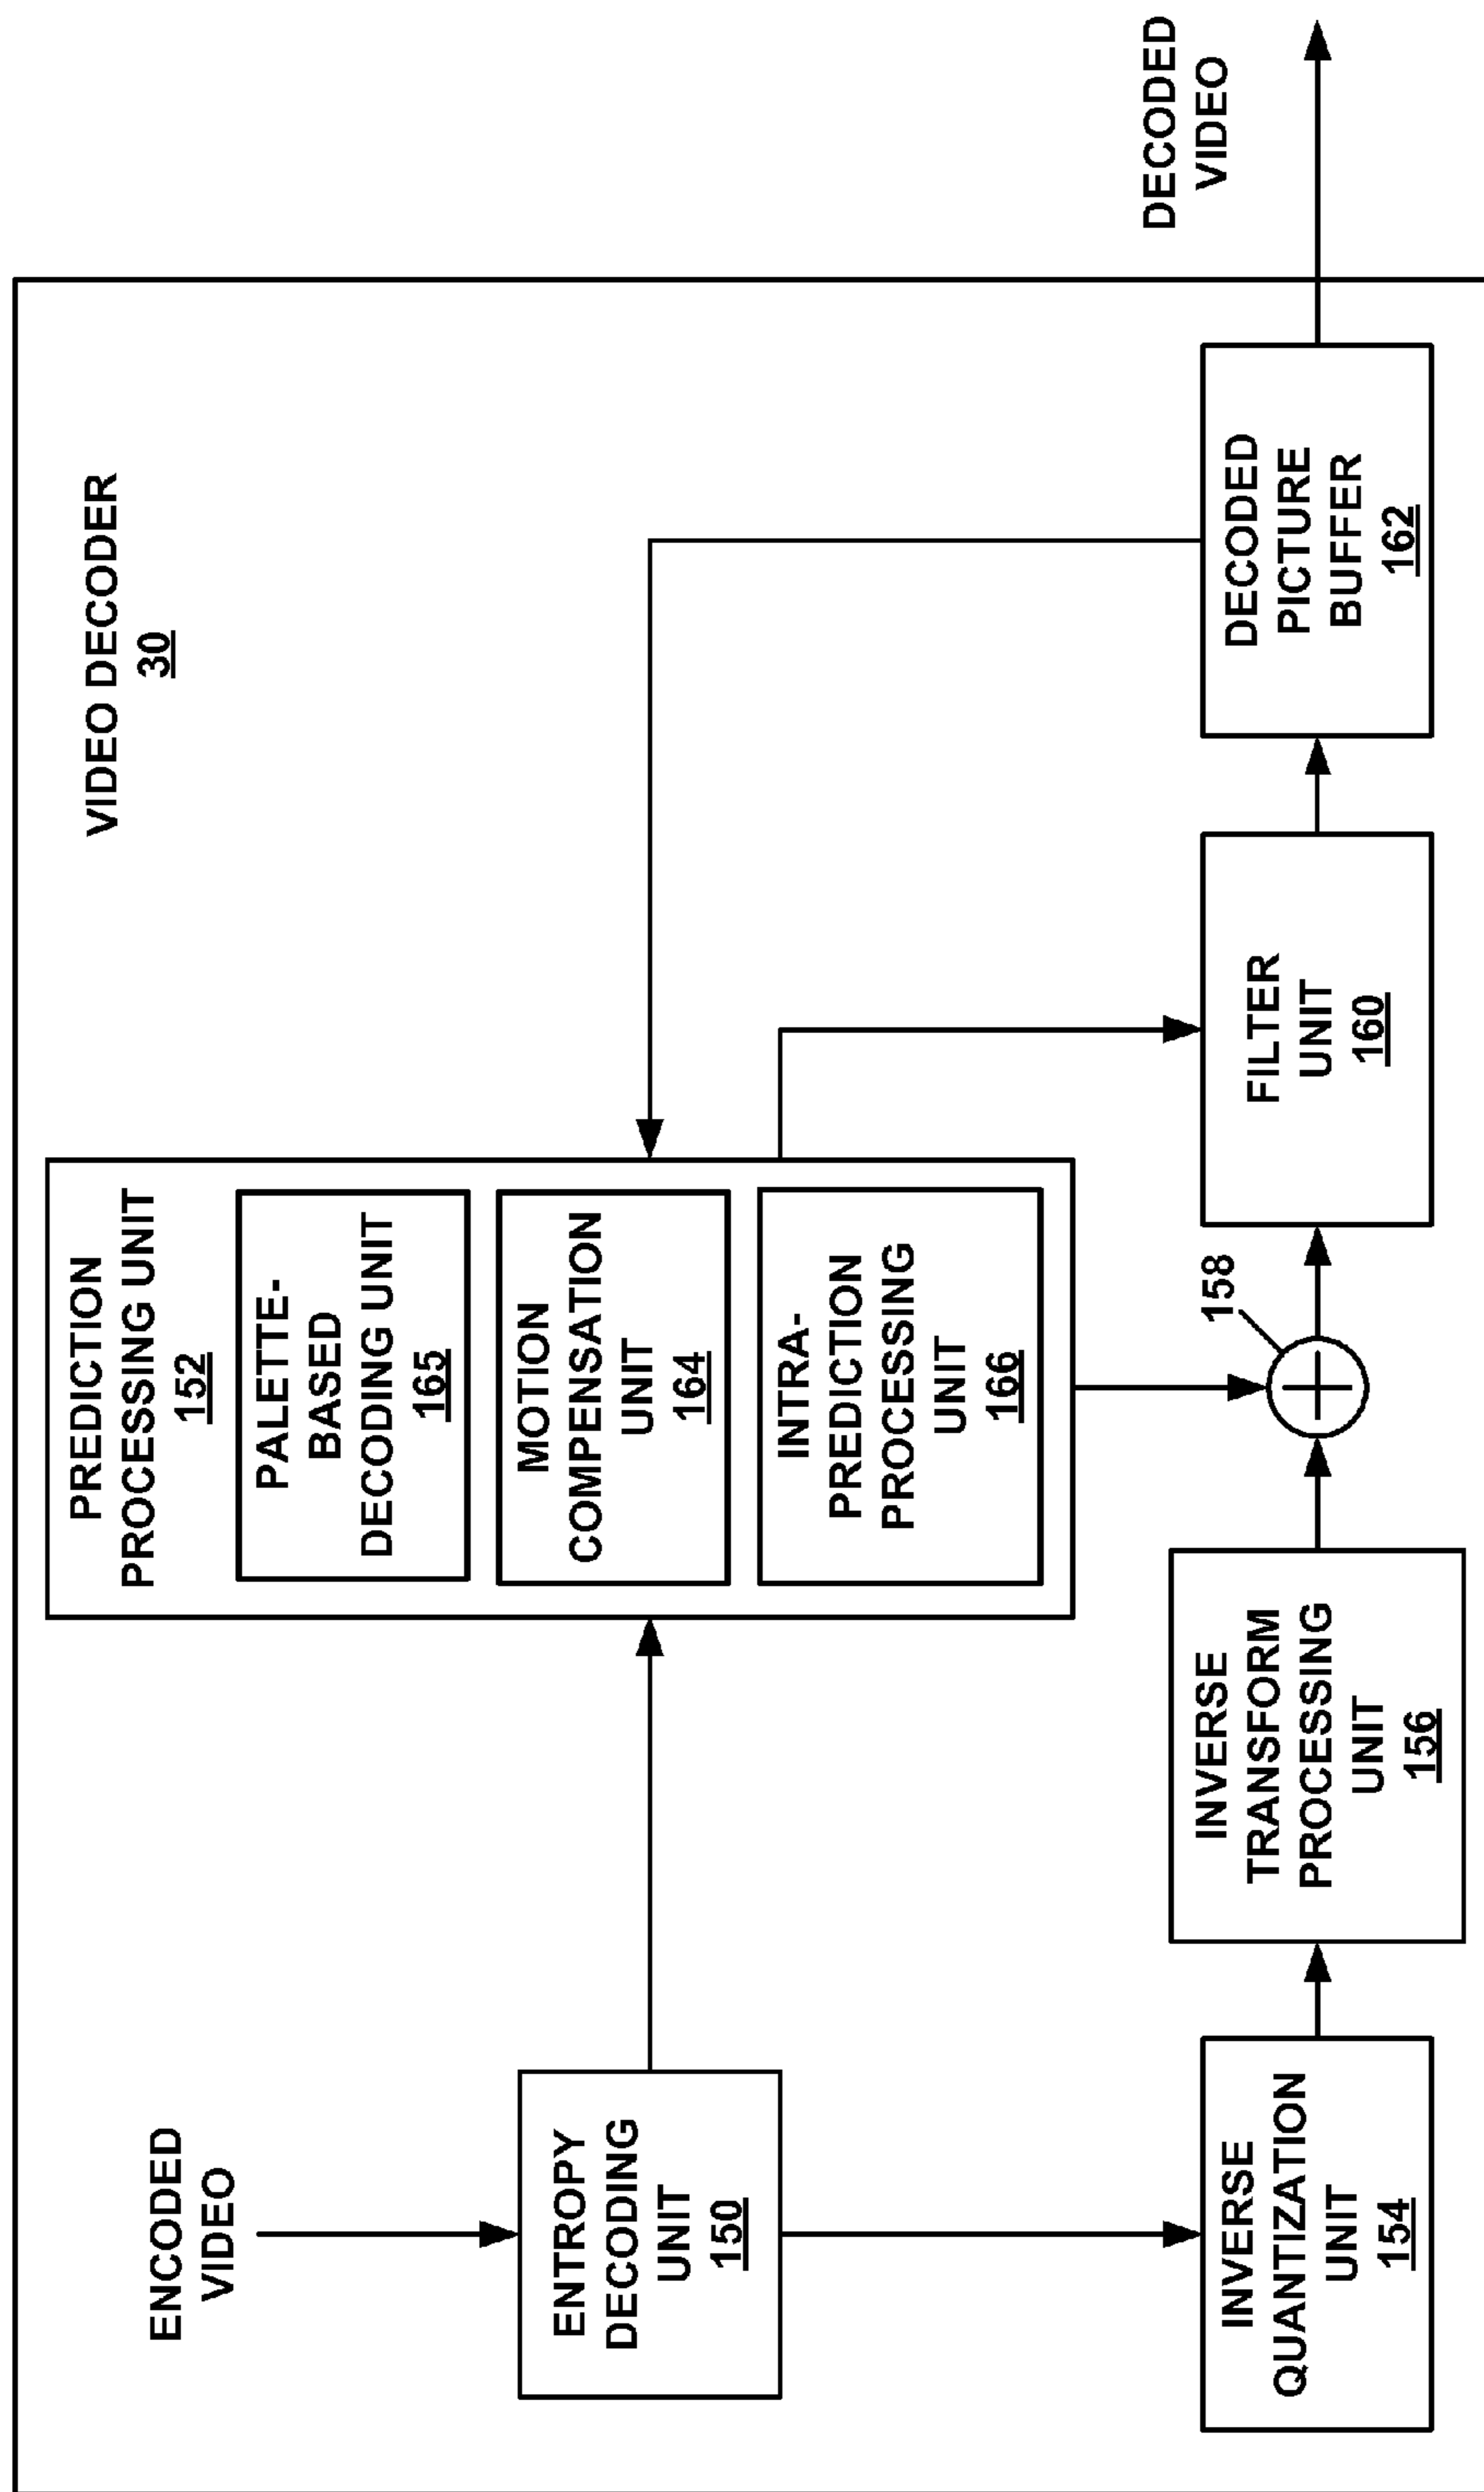 VIDEO DECODER
30
ENCODED
VIDEO
ENTROPY
DECODING
UNIT
150
PREDICTION
PROCESSING UNIT
152
PALETTE-
BASED
DECODING UNIT
165
MOTION
COMPENSATION
UNIT
164
INTRA-
PREDICTION
PROCESSING
UNIT
166
INVERSE
QUANTIZATION
UNIT
154
INVERSE
TRANSFORM
PROCESSING
UNIT
156
158
FILTER
UNIT
160
DECODED
PICTURE
BUFFER
162
DECODED
VIDEO